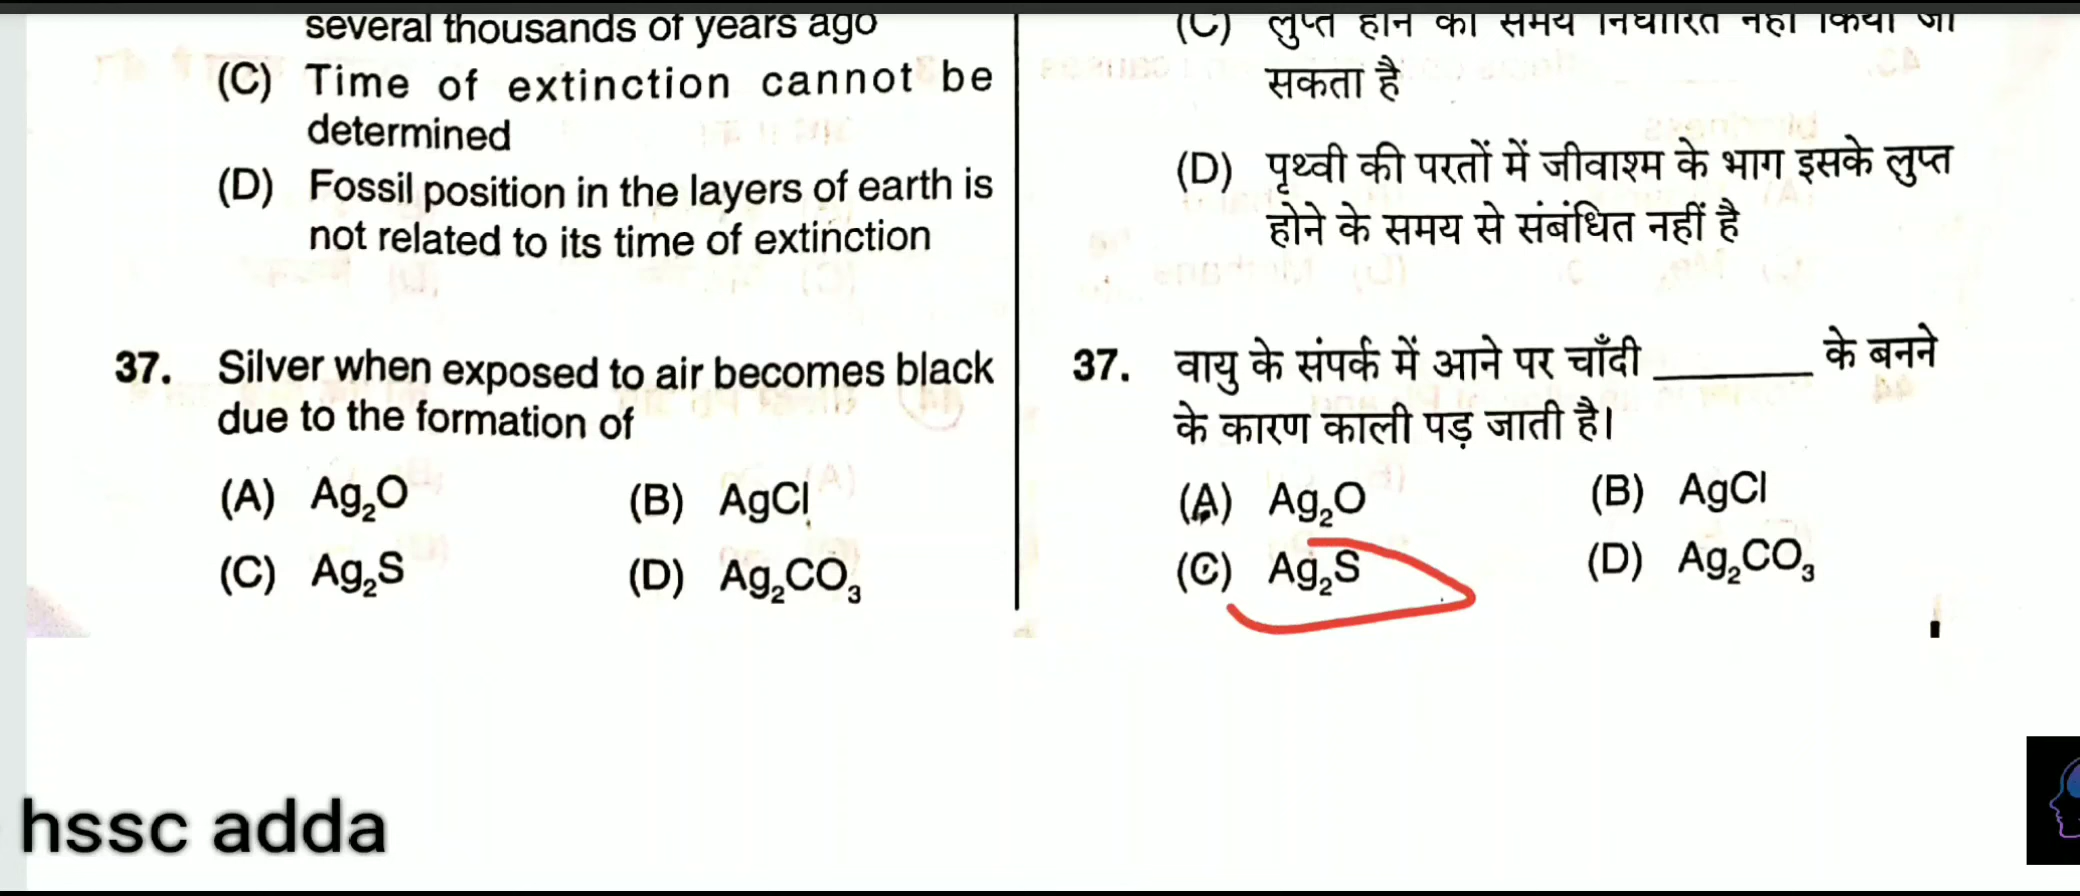 several thousands of years ago
(C) Time of extinction cannot be
determined
(D) Fossil position in the layers of earth is
not related to its time of extinction
37. Silver when exposed to air becomes black
due to the formation of
(A) Ag₂O (B) AgCl
(C) Ag₂S (D) Ag₂CO₃
(C) लुप्त होने का समय निर्धारित नहीं किया जा
सकता है
(D) पृथ्वी की परतों में जीवाश्म के भाग इसके लुप्त
होने के समय से संबंधित नहीं है
37. वायु के संपर्क में आने पर चाँदी ________ के बनने
के कारण काली पड़ जाती है।
(A) Ag₂O (B) AgCl
(C) Ag₂S (D) Ag₂CO₃
hssc adda